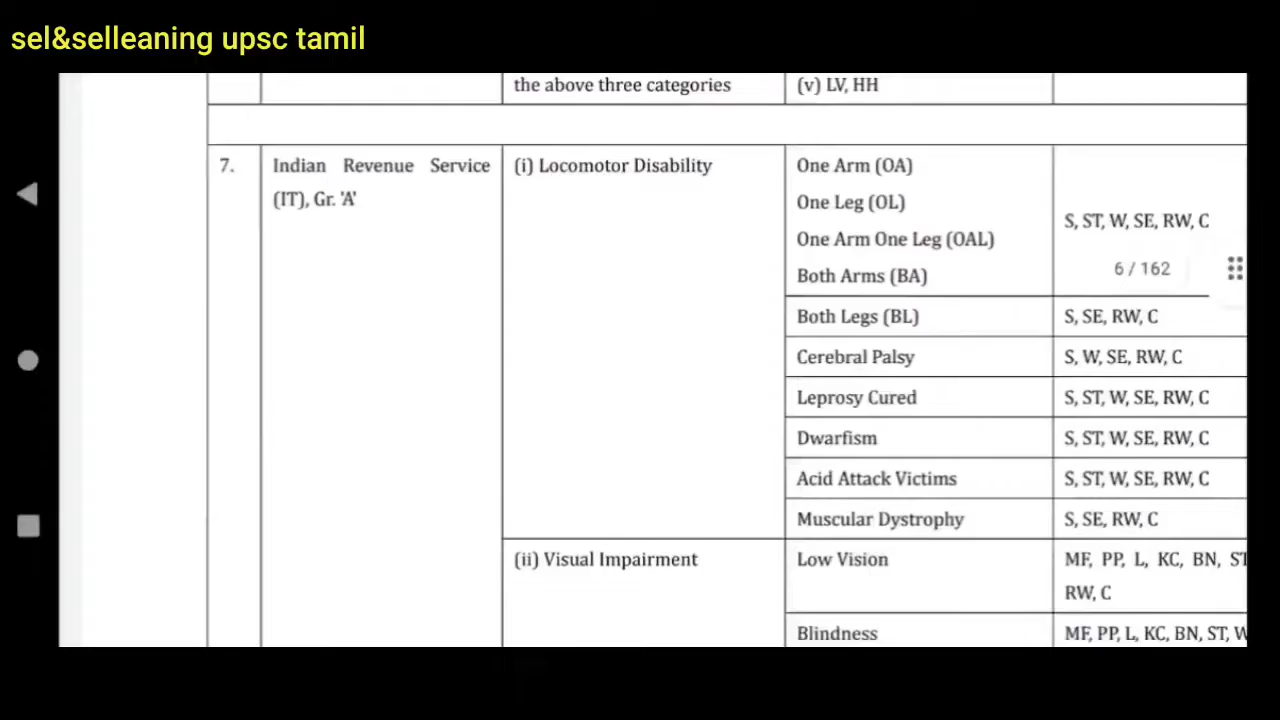 sel&selleaning upsc tamil
the above three categories (v) LV, HH
7. Indian Revenue Service (i) Locomotor Disability One Arm (OA)
(IT), Gr. 'A' One Leg (OL)
S, ST, W, SE, RW, C
One Arm One Leg (OAL)
6 / 162
Both Arms (BA)
Both Legs (BL) S, SE, RW, C
Cerebral Palsy S, W, SE, RW, C
Leprosy Cured S, ST, W, SE, RW, C
Dwarfism S, ST, W, SE, RW, C
Acid Attack Victims S, ST, W, SE, RW, C
Muscular Dystrophy S, SE, RW, C
(ii) Visual Impairment Low Vision MF, PP, L, KC, BN, ST
RW, C
Blindness MF, PP, L, KC, BN, ST, W